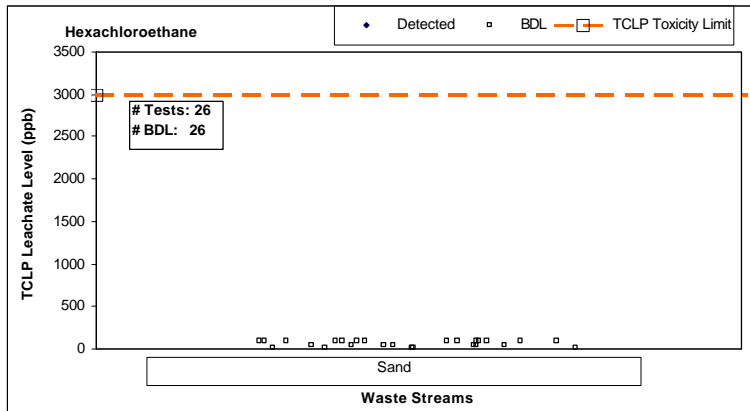 Hexachloroethane
Detected BDL TCLP Toxicity Limit
3500
3000
2500
2000
1500
1000
500
0
TCLP Leachate Level (ppb)
# Tests: 26
# BDL: 26
Sand
Waste Streams